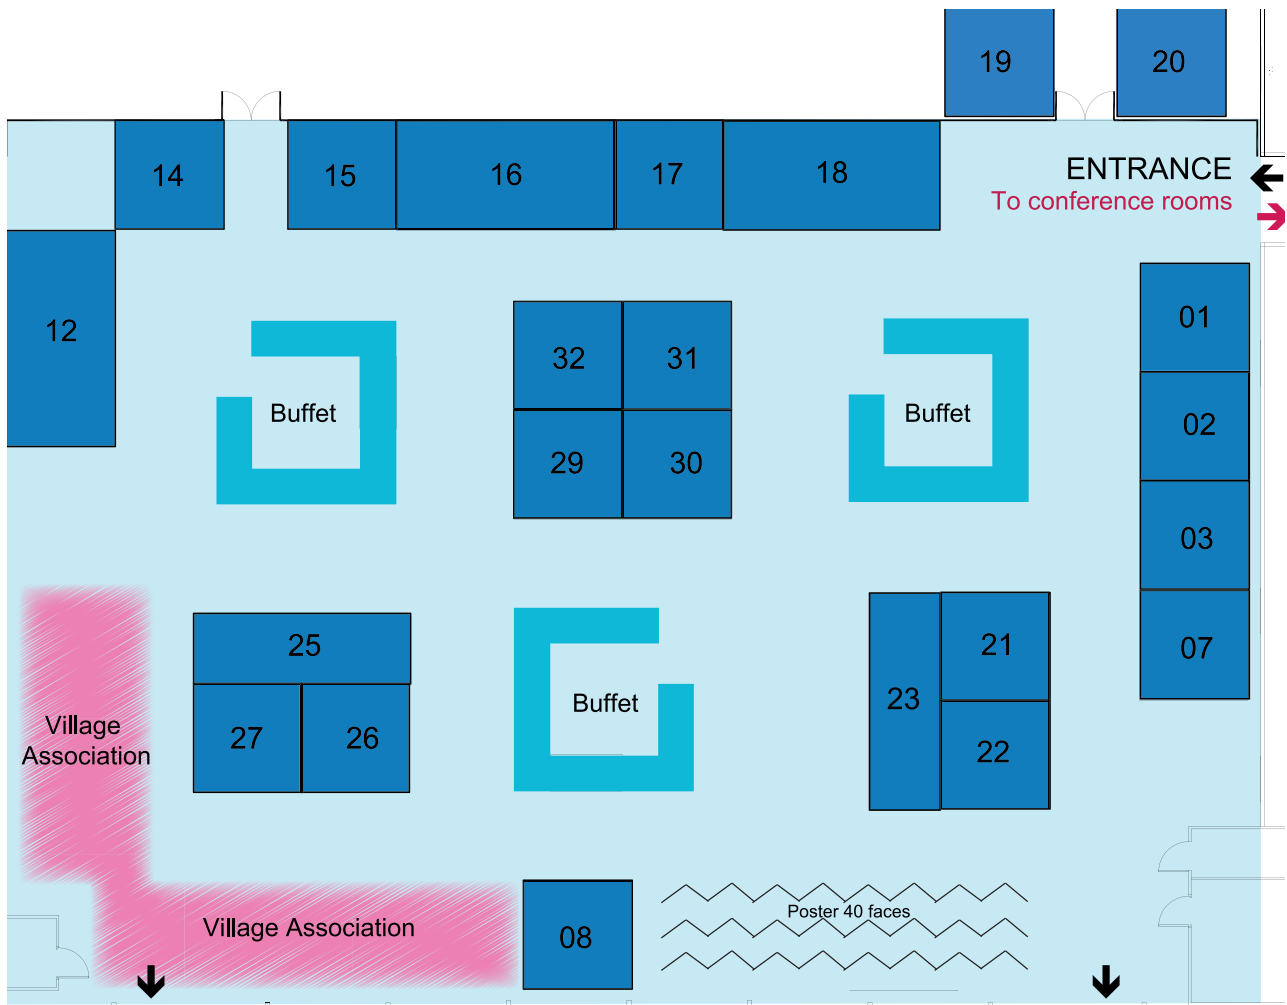 19
20
14
15
16
17
18
ENTRANCE
To conference rooms
12
32
31
01
Buffet
Buffet
02
29
30
03
25
21
07
Village
Association
27
26
Buffet
23
22
Village Association
08
Poster 40 faces